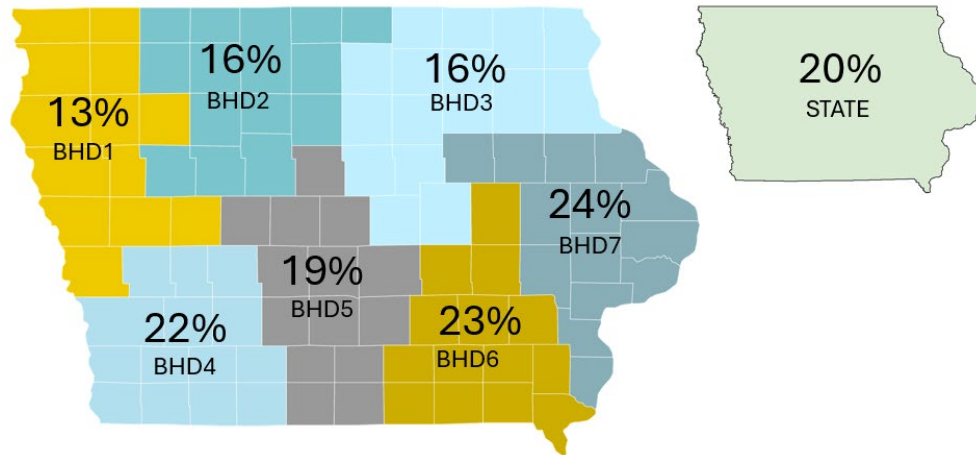 16%
BHD2
16%
BHD3
20%
STATE
13%
BHD1
24%
BHD7
19%
BHD5
22%
BHD4
23%
BHD6